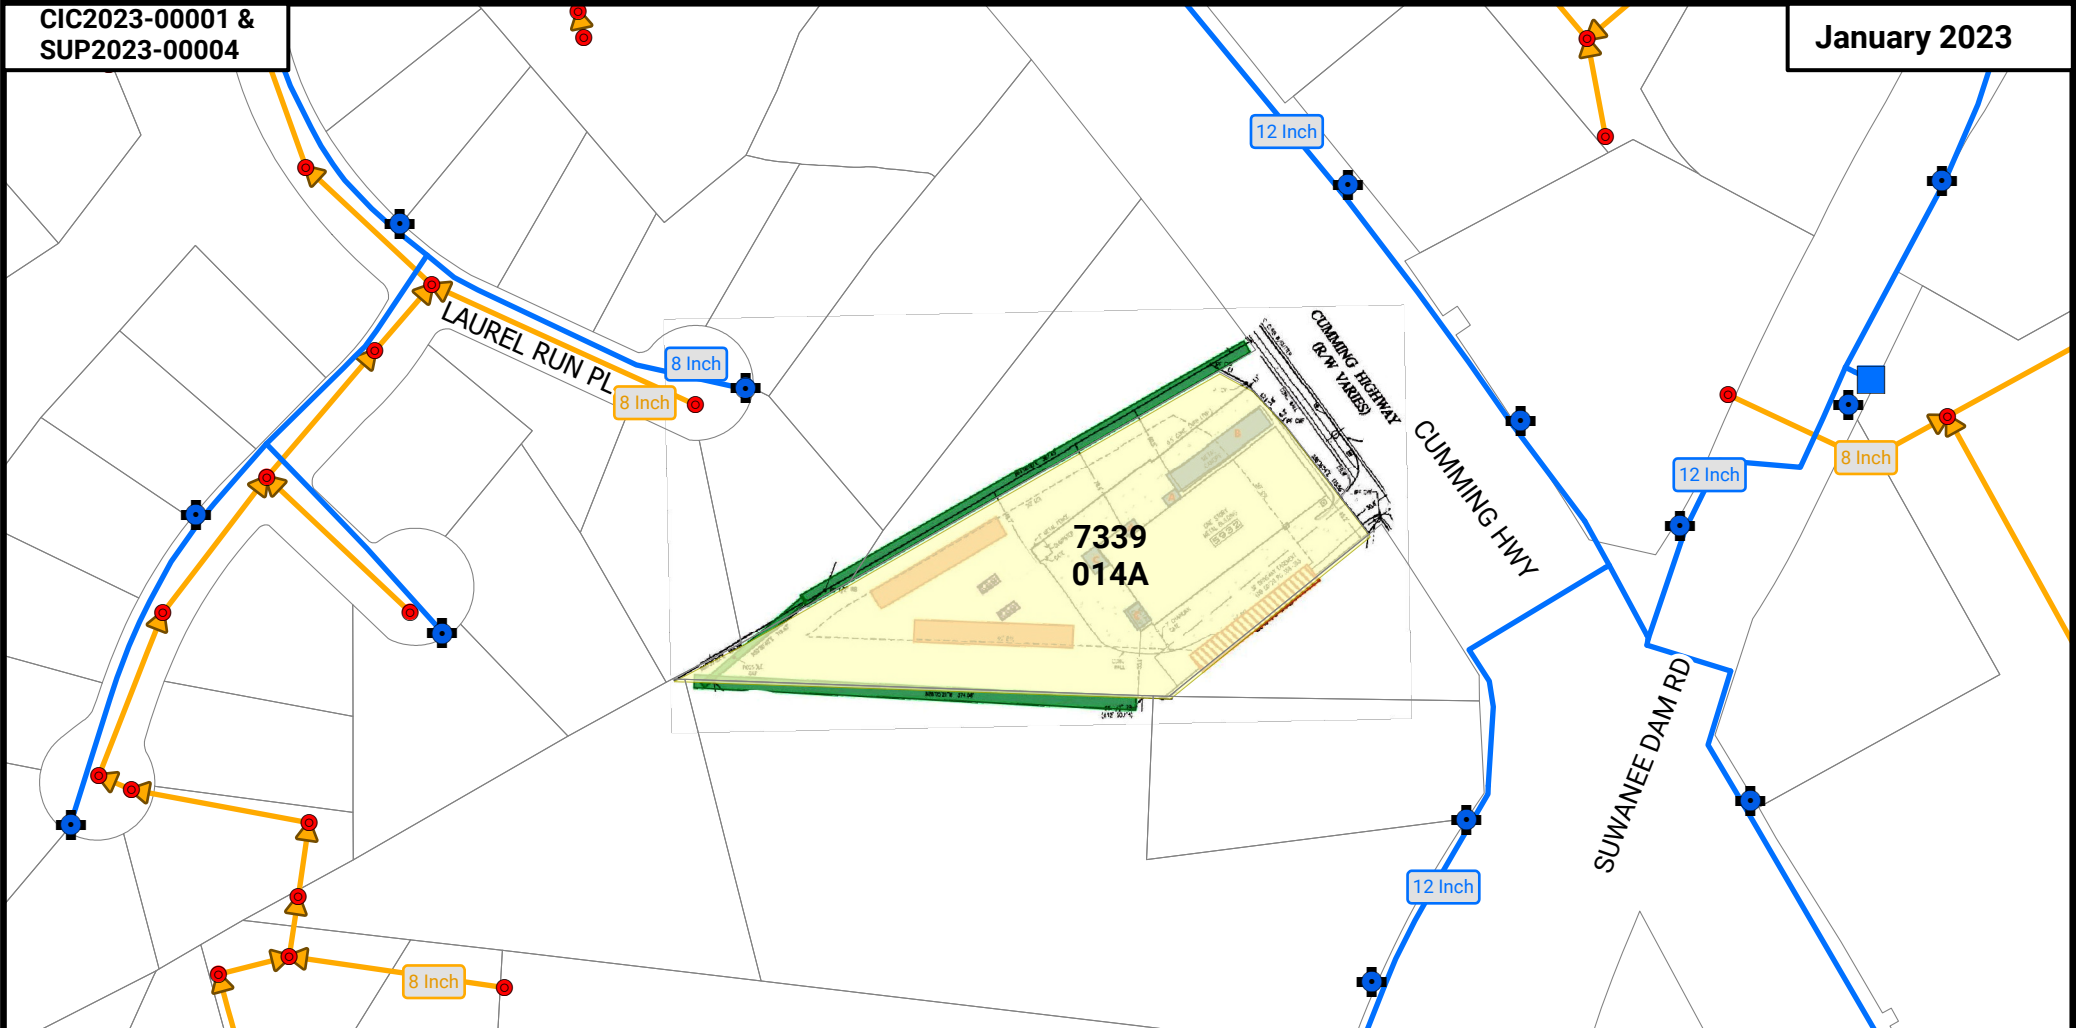 CIC2023-00001 &
SUP2023-00004
January 2023
12 Inch
LAUREL RUN PL
8 Inch
8 Inch
CUMMING HIGHWAY
(R/W VARIES)
CUMMING HWY
12 Inch
8 Inch
7339
014A
SUWANEE DAM RD
12 Inch
8 Inch